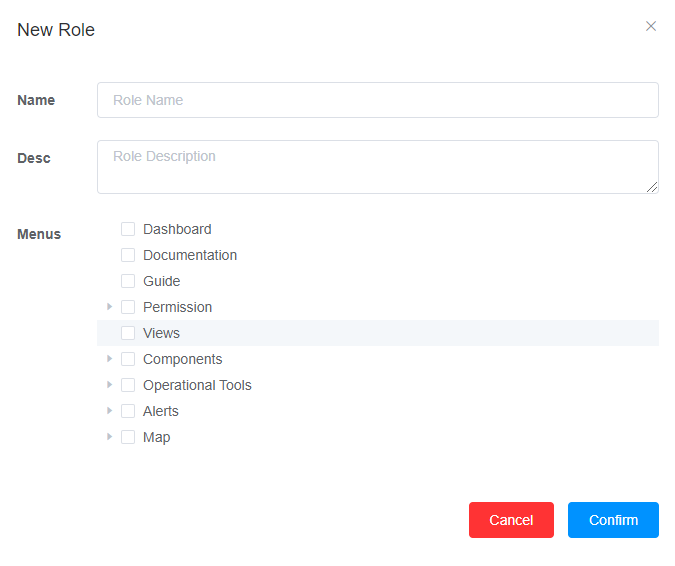 New Role
Name
Role Name
Desc
Role Description
Menus
Dashboard
Documentation
Guide
Permission
Views
Components
Operational Tools
Alerts
Map
Cancel
Confirm